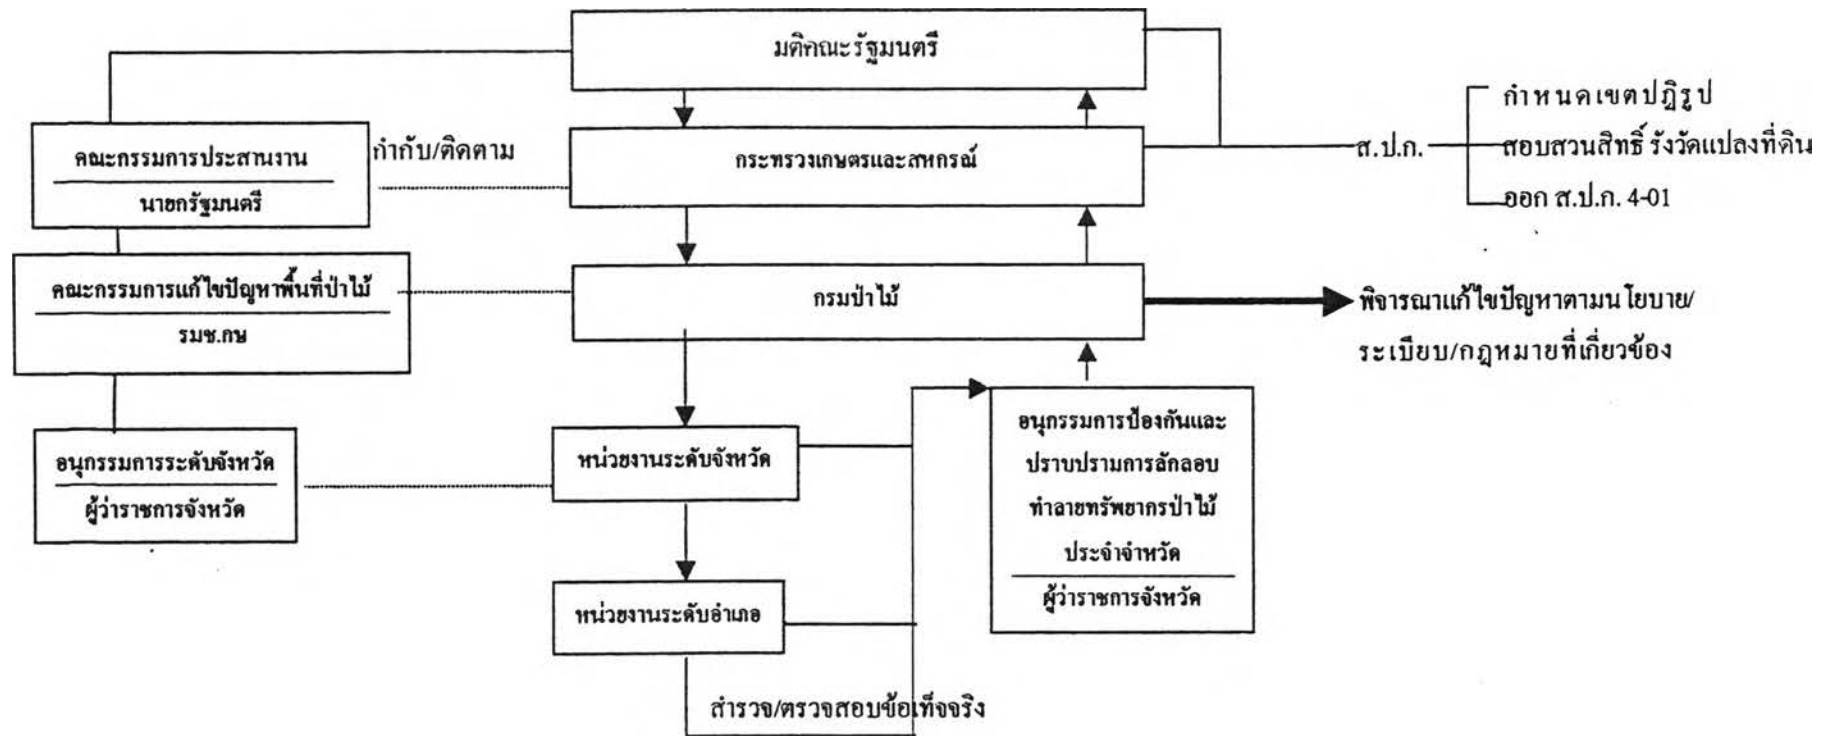 มติคณะรัฐมนตรี
คณะกรรมการประสานงาน
นายกรัฐมนตรี
กำกับ/ติดตาม
กระทรวงเกษตรและสหกรณ์
ส.ป.ก.
กำหนดเขตปฎิรูป
สอบสวนสิทธิ์ รังวัดแปลงที่ดิน
ออก ส.ป.ก. 4-01
คณะกรรมการแก้ไขปัญหาพื้นที่ป่าไม้
รมช.กษ
กรมป่าไม้
พิจารณาแก้ไขปัญหาตามนโยบาย/
ระเบียบ/กฎหมายที่เกี่ยวข้อง
อนุกรรมการระดับจังหวัด
ผู้ว่าราชการจังหวัด
หน่วยงานระดับจังหวัด
อนุกรรมการป้องกันและ
ปราบปรามการลักลอบ
ทำลายทรัพยากรป่าไม้
ประจำจำหวัด
ผู้ว่าราชการจังหวัด
หน่วยงานระดับอำเภอ
สำรวจ/ตรวจสอบข้อเท็จจริง